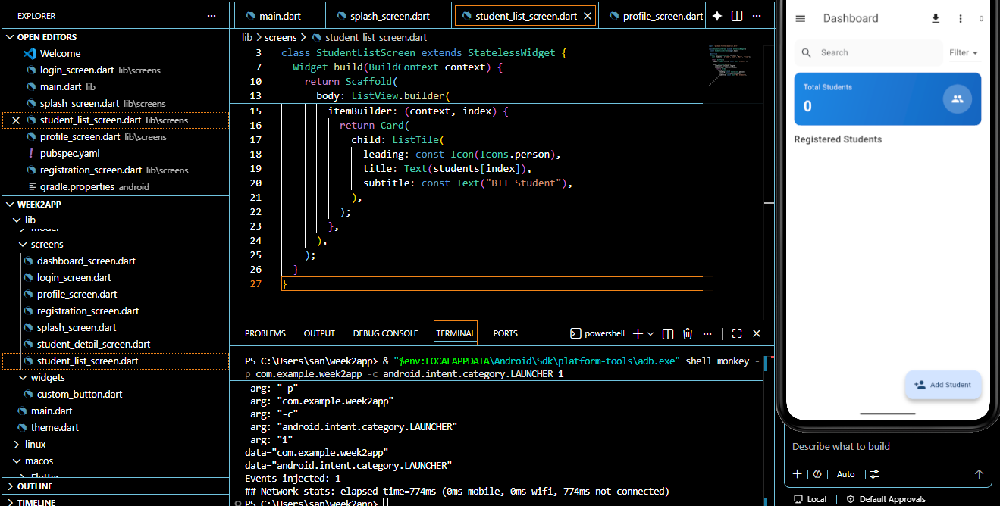 EXPLORER
OPEN EDITORS
Welcome
login_screen.dart lib\screens
main.dart lib
splash_screen.dart lib\screens
student_list_screen.dart lib\screens
profile_screen.dart lib\screens
pubspec.yaml
registration_screen.dart lib\screens
gradle.properties android
WEEK2APP
lib
model
screens
dashboard_screen.dart
login_screen.dart
profile_screen.dart
registration_screen.dart
splash_screen.dart
student_detail_screen.dart
student_list_screen.dart
widgets
custom_button.dart
main.dart
theme.dart
linux
macos
Flutter
OUTLINE
TIMELINE
main.dart
splash_screen.dart
student_list_screen.dart
profile_screen.dart
lib > screens > student_list_screen.dart
3 class StudentListScreen extends StatelessWidget {
7 Widget build(BuildContext context) {
10 return Scaffold(
13 body: ListView.builder(
15 itemBuilder: (context, index) {
16 return Card(
17 child: ListTile(
18 leading: const Icon(Icons.person),
19 title: Text(students[index]),
20 subtitle: const Text("BIT Student"),
21 ),
22 );
23 },
24 ),
25 );
26 }
27 }
PROBLEMS OUTPUT DEBUG CONSOLE TERMINAL PORTS
powershell
PS C:\Users\san\week2app> & "$env:LOCALAPPDATA\Android\Sdk\platform-tools\adb.exe" shell monkey -
p com.example.week2app -c android.intent.category.LAUNCHER 1
arg: "-p"
arg: "com.example.week2app"
arg: "-c"
arg: "android.intent.category.LAUNCHER"
arg: "1"
data="com.example.week2app"
data="android.intent.category.LAUNCHER"
Events injected: 1
## Network stats: elapsed time=774ms (0ms mobile, 0ms wifi, 774ms not connected)
PS C:\Users\san\week2app>
Dashboard
0
Search
Filter
Total Students
0
Registered Students
Add Student
Describe what to build
Auto
Local
Default Approvals